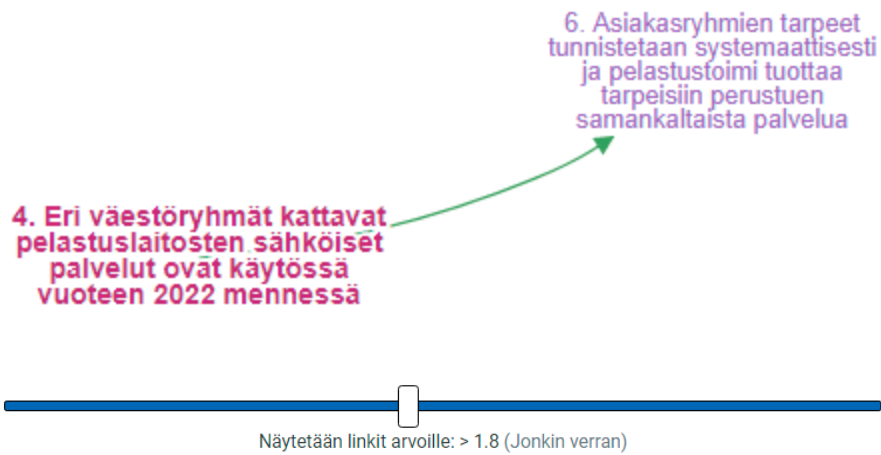 6. Asiakasryhmien tarpeet
tunnistetaan systemaattisesti
ja pelastustoimi tuottaa
tarpeisiin perustuen
samankaltaista palvelua
4. Eri väestöryhmät kattavat
pelastuslaitosten sähköiset
palvelut ovat käytössä
vuoteen 2022 mennessä
Näytetään linkit arvoille: > 1.8 (Jonkin verran)